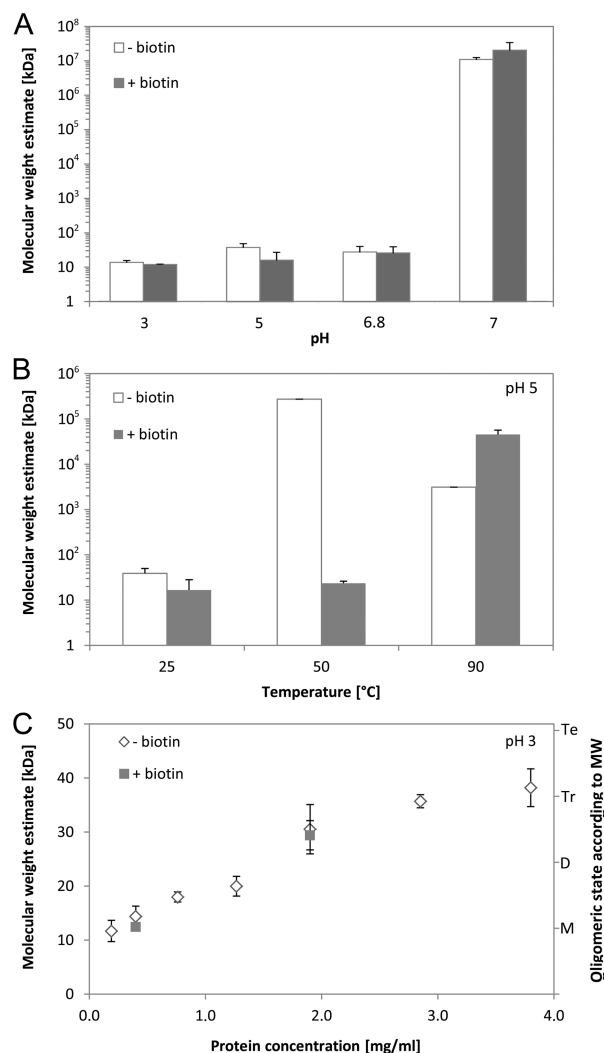 A
Molecular weight estimate [kDa]
10⁸
10⁷
10⁶
10⁵
10⁴
10³
10²
10
1
- biotin
+ biotin
3 5 6.8 7
pH
B
Molecular weight estimate [kDa]
10⁶
10⁵
10⁴
10³
10²
10
1
- biotin
+ biotin
pH 5
25 50 90
Temperature [°C]
C
Molecular weight estimate [kDa]
50
40
30
20
10
0
- biotin
+ biotin
pH 3
Te
Tr
D
M
Oligomeric state according to MW
0.0 1.0 2.0 3.0 4.0
Protein concentration [mg/ml]